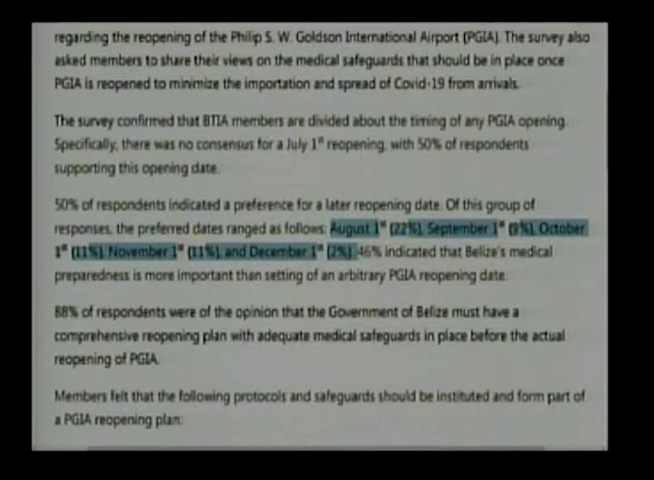 regarding the reopening of the Philip S. W. Goldson International Airport (PGIA). The survey also
asked members to share their views on the medical safeguards that should be in place once
PGIA is reopened to minimize the importation and spread of Covid-19 from arrivals.
The survey confirmed that BTIA members are divided about the timing of any PGIA opening.
Specifically, there was no consensus for a July 1st reopening, with 50% of respondents
supporting this opening date.
50% of respondents indicated a preference for a later reopening date. Of this group of
responses, the preferred dates ranged as follows: August 1st (22%), September 1st (9%), October
1st (11%), November 1st (11%), and December 1st (2%). 46% indicated that Belize's medical
preparedness is more important than setting of an arbitrary PGIA reopening date.
88% of respondents were of the opinion that the Government of Belize must have a
comprehensive reopening plan with adequate medical safeguards in place before the actual
reopening of PGIA.
Members felt that the following protocols and safeguards should be instituted and form part of
a PGIA reopening plan: